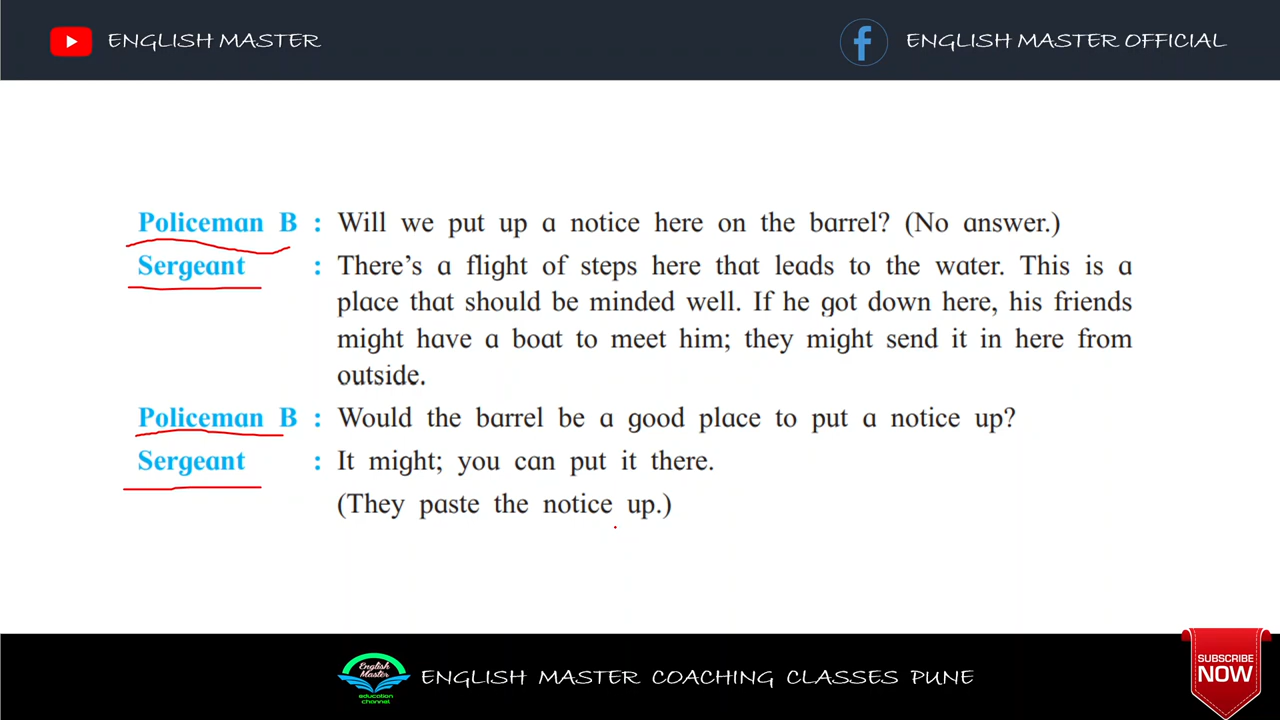 ENGLISH MASTER
ENGLISH MASTER OFFICIAL
Policeman B : Will we put up a notice here on the barrel? (No answer.)
Sergeant : There's a flight of steps here that leads to the water. This is a
place that should be minded well. If he got down here, his friends
might have a boat to meet him; they might send it in here from
outside.
Policeman B : Would the barrel be a good place to put a notice up?
Sergeant : It might; you can put it there.
(They paste the notice up.)
English
Master
education
channel
ENGLISH MASTER COACHING CLASSES PUNE
SUBSCRIBE
NOW